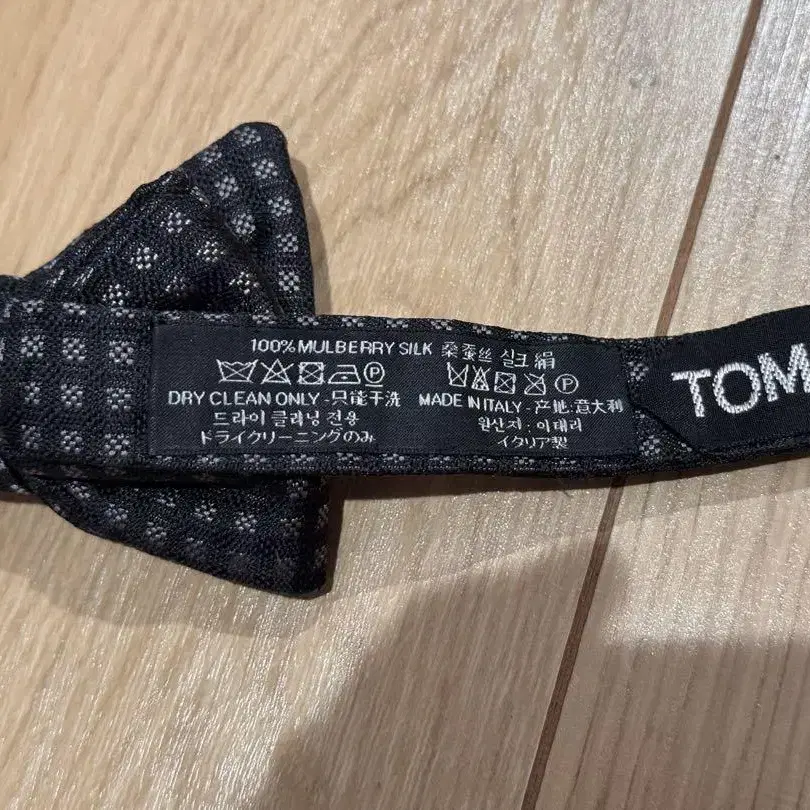 100% MULBERRY SILK 桑蚕丝 실크 絹
DRY CLEAN ONLY - 只能干洗
드라이 클리닝 전용
ドライクリーニングのみ
MADE IN ITALY - 产地:意大利
원산지 : 이태리
イタリア製
TOM